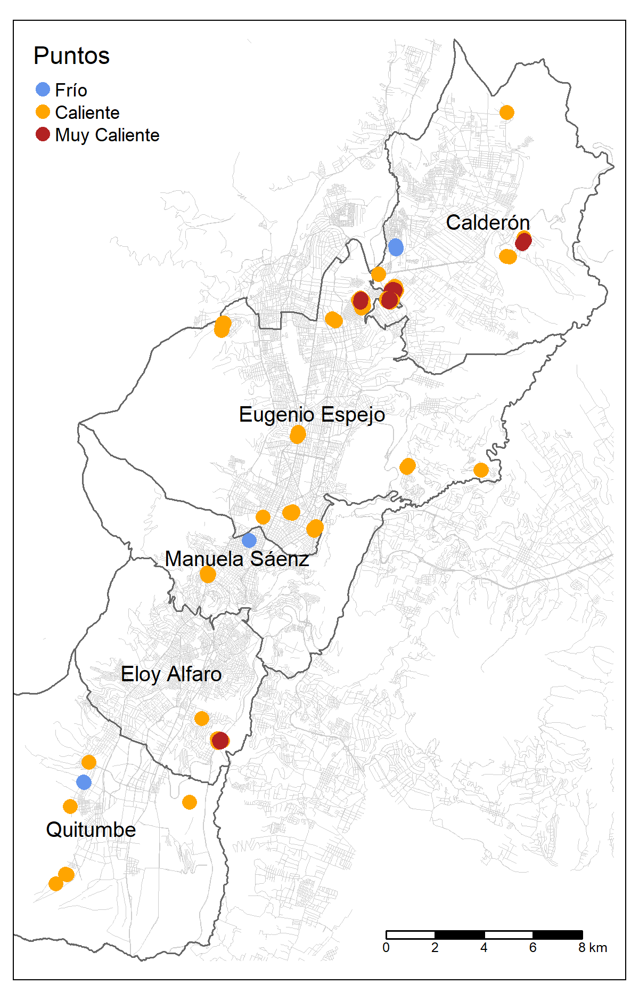 Puntos
Frío
Caliente
Muy Caliente
Calderón
Eugenio Espejo
Manuela Sáenz
Eloy Alfaro
Quitumbe
0 2 4 6 8 km